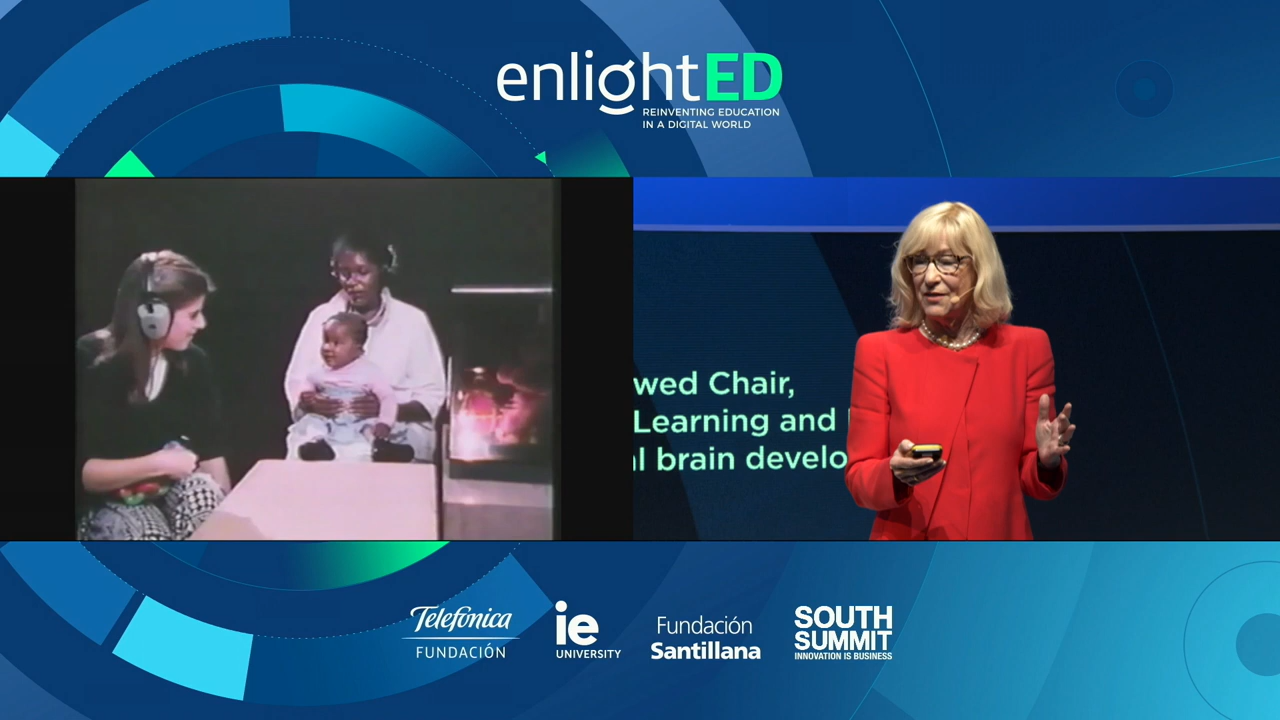 enlightED
REINVENTING EDUCATION
IN A DIGITAL WORLD
wed Chair,
Learning and
l brain develo
Telefónica
FUNDACIÓN
ie
UNIVERSITY
Fundación
Santillana
SOUTH
SUMMIT
INNOVATION IS BUSINESS